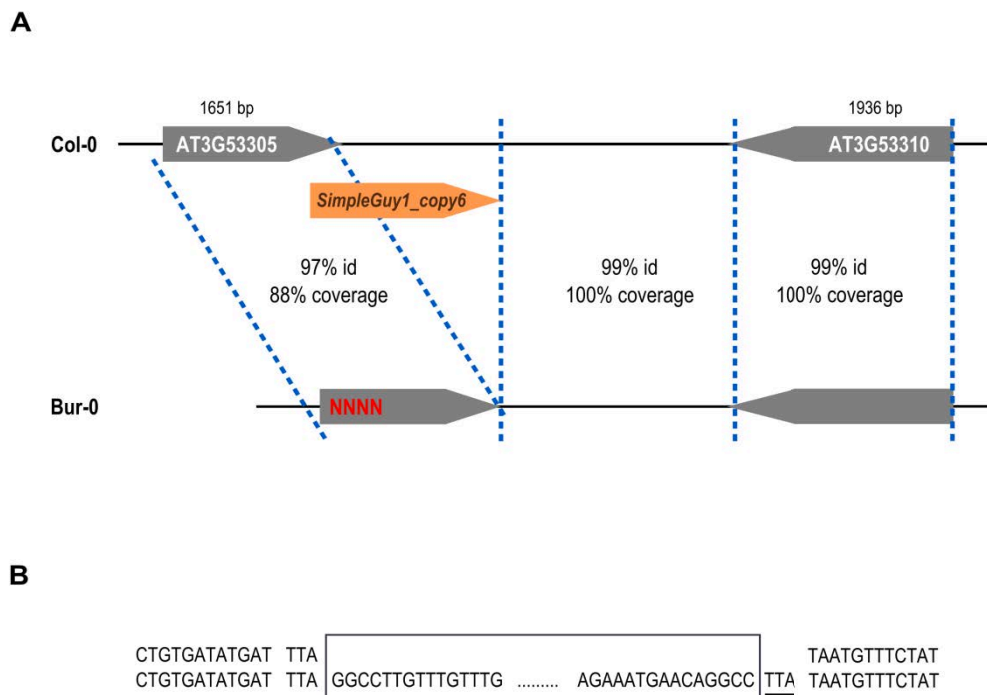 A
1651 bp 1936 bp
Col-0 AT3G53305 AT3G53310
SimpleGuy1_copy6
97% id 99% id 99% id
88% coverage 100% coverage 100% coverage
Bur-0 NNNN
B
CTGTGATATGAT TTA TAATGTTTCTAT
CTGTGATATGAT TTA GGCCTTGTTTGTTTG ......... AGAAATGAACAGGCC TTA TAATGTTTCTAT